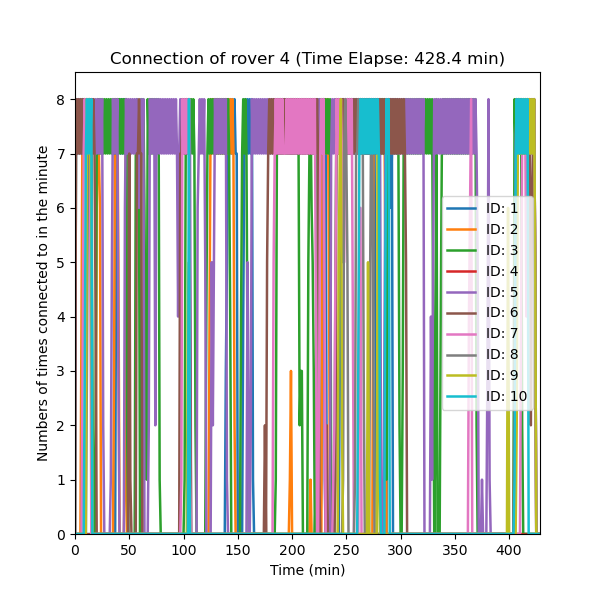 Connection of rover 4 (Time Elapse: 428.4 min)
Numbers of times connected to in the minute
8
7
6
5
4
3
2
1
0
ID: 1
ID: 2
ID: 3
ID: 4
ID: 5
ID: 6
ID: 7
ID: 8
ID: 9
ID: 10
0 50 100 150 200 250 300 350 400
Time (min)